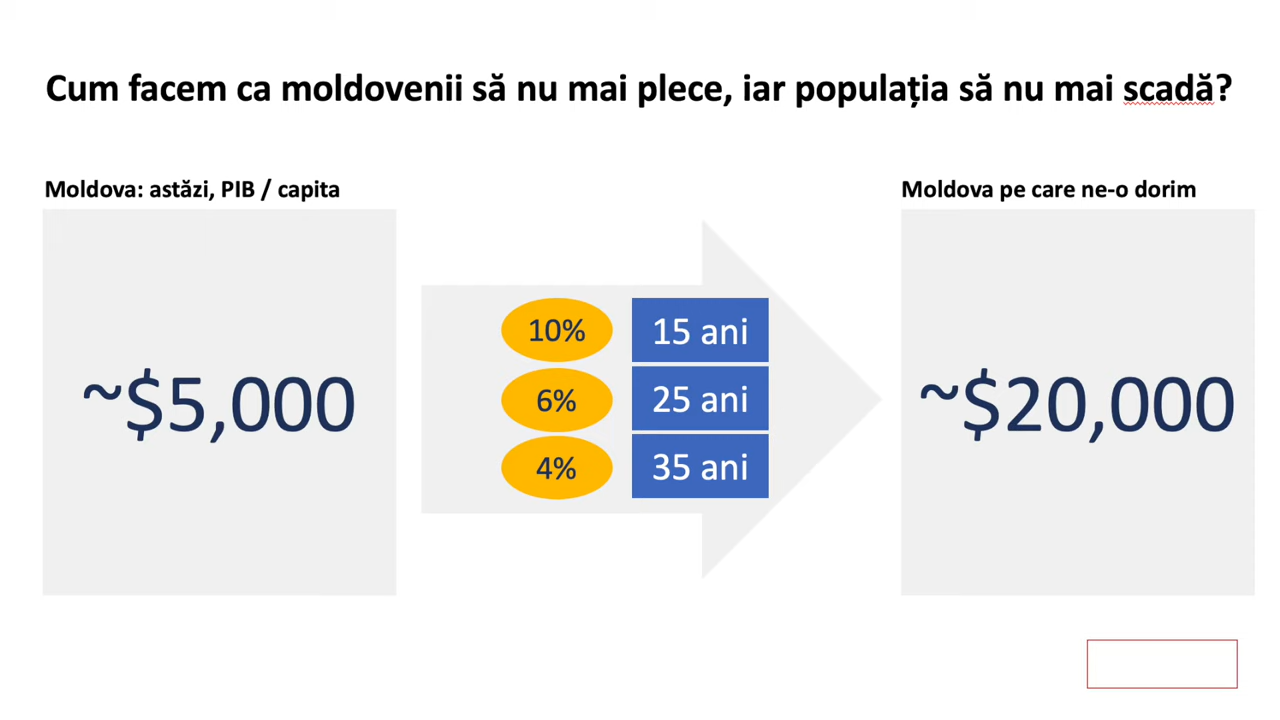 Cum facem ca moldovenii să nu mai plece, iar populația să nu mai scadă?
Moldova: astăzi, PIB / capita
Moldova pe care ne-o dorim
~$5,000
10% 15 ani
6% 25 ani
4% 35 ani
~$20,000